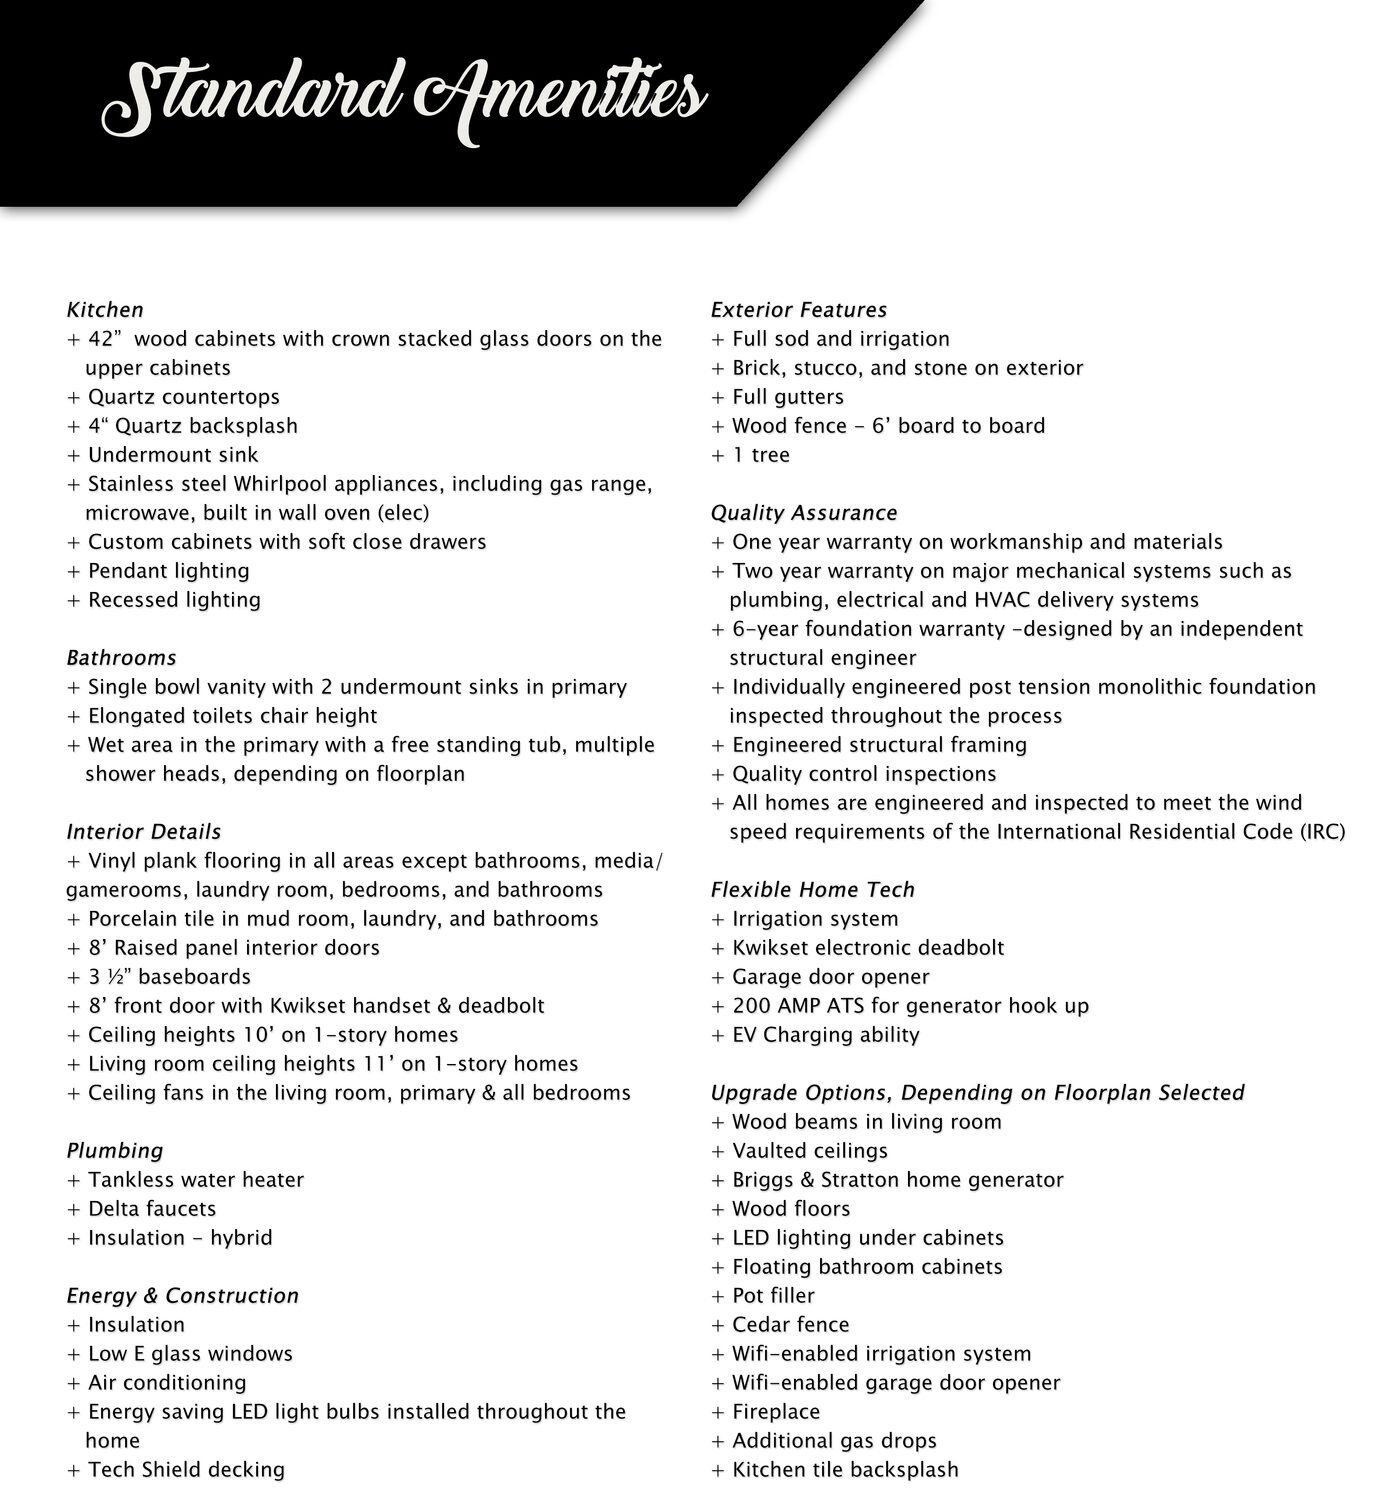 Standard Amenities
Kitchen
+ 42”  wood cabinets with crown stacked glass doors on the
upper cabinets
+ Quartz countertops
+ 4“ Quartz backsplash
+ Undermount sink
+ Stainless steel Whirlpool appliances, including gas range,
microwave, built in wall oven (elec)
+ Custom cabinets with soft close drawers
+ Pendant lighting
+ Recessed lighting
Bathrooms
+ Single bowl vanity with 2 undermount sinks in primary
+ Elongated toilets chair height
+ Wet area in the primary with a free standing tub, multiple
shower heads, depending on floorplan
Interior Details
+ Vinyl plank flooring in all areas except bathrooms, media/
gamerooms, laundry room, bedrooms, and bathrooms
+ Porcelain tile in mud room, laundry, and bathrooms
+ 8’ Raised panel interior doors
+ 3 ½” baseboards
+ 8’ front door with Kwikset handset & deadbolt
+ Ceiling heights 10’ on 1-story homes
+ Living room ceiling heights 11’ on 1-story homes
+ Ceiling fans in the living room, primary & all bedrooms
Plumbing
+ Tankless water heater
+ Delta faucets
+ Insulation - hybrid
Energy & Construction
+ Insulation
+ Low E glass windows
+ Air conditioning
+ Energy saving LED light bulbs installed throughout the
home
+ Tech Shield decking
Exterior Features
+ Full sod and irrigation
+ Brick, stucco, and stone on exterior
+ Full gutters
+ Wood fence - 6’ board to board
+ 1 tree
Quality Assurance
+ One year warranty on workmanship and materials
+ Two year warranty on major mechanical systems such as
plumbing, electrical and HVAC delivery systems
+ 6-year foundation warranty -designed by an independent
structural engineer
+ Individually engineered post tension monolithic foundation
inspected throughout the process
+ Engineered structural framing
+ Quality control inspections
+ All homes are engineered and inspected to meet the wind
speed requirements of the International Residential Code (IRC)
Flexible Home Tech
+ Irrigation system
+ Kwikset electronic deadbolt
+ Garage door opener
+ 200 AMP ATS for generator hook up
+ EV Charging ability
Upgrade Options, Depending on Floorplan Selected
+ Wood beams in living room
+ Vaulted ceilings
+ Briggs & Stratton home generator
+ Wood floors
+ LED lighting under cabinets
+ Floating bathroom cabinets
+ Pot filler
+ Cedar fence
+ Wifi-enabled irrigation system
+ Wifi-enabled garage door opener
+ Fireplace
+ Additional gas drops
+ Kitchen tile backsplash